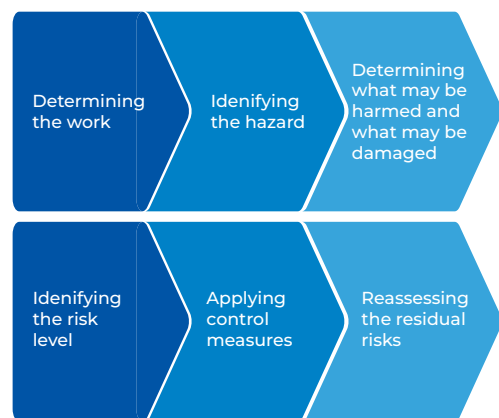 Determining
the work
Idenifying
the hazard
Determining
what may be
harmed and
what may be
damaged
Idenifying
the risk
level
Applying
control
measures
Reassessing
the residual
risks